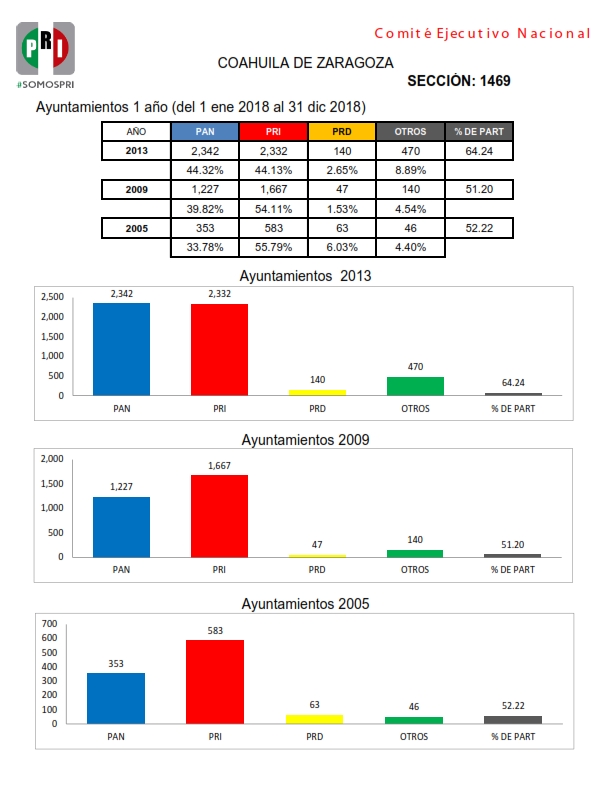 PRI
#SOMOSPRI
Comité Ejecutivo Nacional
COAHUILA DE ZARAGOZA
SECCIÓN: 1469
Ayuntamientos 1 año (del 1 ene 2018 al 31 dic 2018)
AÑO PAN PRI PRD OTROS % DE PART
2013 2,342 2,332 140 470 64.24
44.32% 44.13% 2.65% 8.89%
2009 1,227 1,667 47 140 51.20
39.82% 54.11% 1.53% 4.54%
2005 353 583 63 46 52.22
33.78% 55.79% 6.03% 4.40%
Ayuntamientos 2013
2,500
2,000
1,500
1,000
500
0
2,342 2,332 140 470 64.24
PAN PRI PRD OTROS % DE PART
Ayuntamientos 2009
2,000
1,500
1,000
500
0
1,227 1,667 47 140 51.20
PAN PRI PRD OTROS % DE PART
Ayuntamientos 2005
700
600
500
400
300
200
100
0
353 583 63 46 52.22
PAN PRI PRD OTROS % DE PART